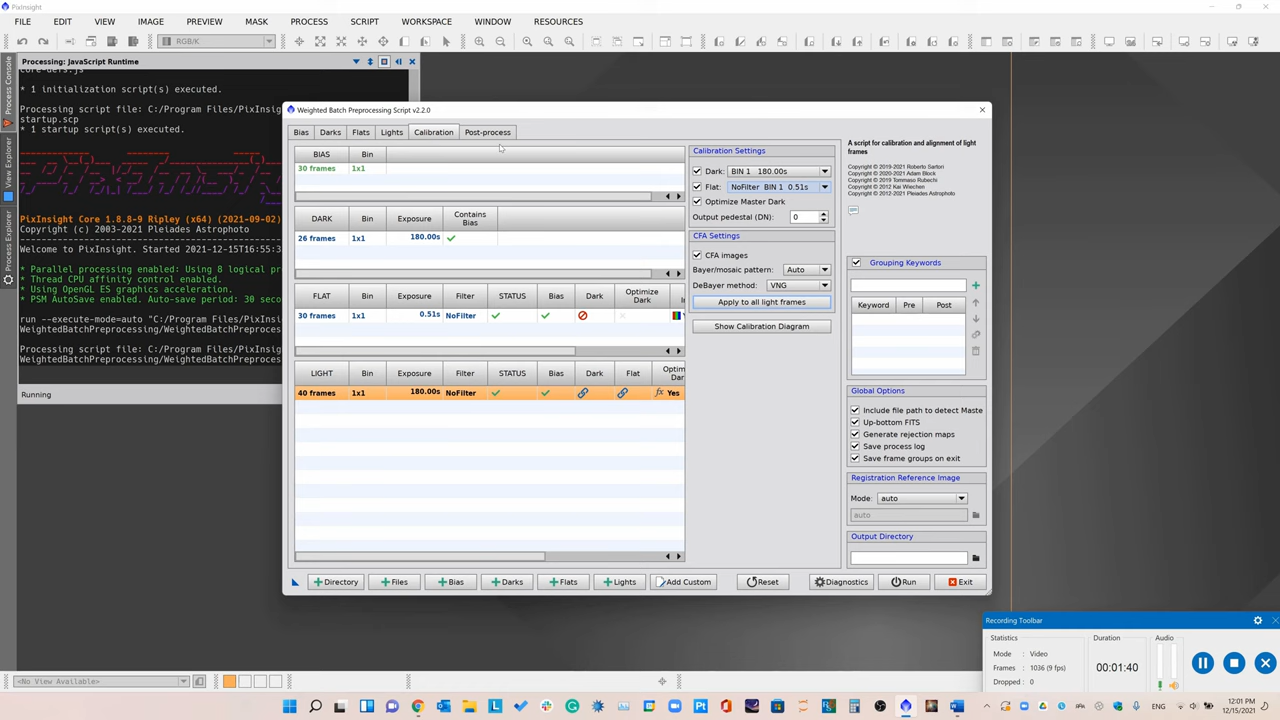 PixInsight
FILE EDIT VIEW IMAGE PREVIEW MASK PROCESS SCRIPT WORKSPACE WINDOW RESOURCES
RGB/K
Processing: JavaScript Runtime
core-defs.js
* 1 initialization script(s) executed.
Processing script file: C:/Program Files/PixInsig
startup.scp
* 1 startup script(s) executed.
PixInsight Core 1.8.8-9 Ripley (x64) (2021-09-02)
Copyright (c) 2003-2021 Pleiades Astrophoto
Welcome to PixInsight. Started 2021-12-15T16:55:3
* Parallel processing enabled: Using 8 logical pr
* Thread CPU affinity control enabled.
* Using OpenGL ES graphics acceleration.
* PSM AutoSave enabled. Auto-save period: 30 seco
run --execute-mode=auto "C:/Program Files/PixInsi
WeightedBatchPreprocessing/WeightedBatchPreproces
Processing script file: C:/Program Files/PixInsig
WeightedBatchPreprocessing/WeightedBatchPreproces
Running
Process Console
View Explorer
Process Explorer
Weighted Batch Preprocessing Script v2.2.0
Bias Darks Flats Lights Calibration Post-process
BIAS Bin
30 frames 1x1
DARK Bin Exposure Contains Bias
26 frames 1x1 180.00s
FLAT Bin Exposure Filter STATUS Bias Dark Optimize Dark
30 frames 1x1 0.51s NoFilter
LIGHT Bin Exposure Filter STATUS Bias Dark Flat Optim Dar
40 frames 1x1 180.00s NoFilter Yes
Calibration Settings
Dark: BIN 1 180.00s
Flat: NoFilter BIN 1 0.51s
Optimize Master Dark
Output pedestal (DN): 0
CFA Settings
CFA images
Bayer/mosaic pattern: Auto
DeBayer method: VNG
Apply to all light frames
Show Calibration Diagram
A script for calibration and alignment of light
frames
Copyright © 2019-2021 Roberto Sartori
Copyright © 2020-2021 Adam Block
Copyright © 2019 Tommaso Rubechi
Copyright © 2012 Kai Wiechen
Copyright © 2012-2021 Pleiades Astrophoto
Grouping Keywords
Keyword Pre Post
Global Options
Include file path to detect Maste
Up-bottom FITS
Generate rejection maps
Save process log
Save frame groups on exit
Registration Reference Image
Mode: auto
auto
Output Directory
Directory Files Bias Darks Flats Lights Add Custom Reset Diagnostics Run Exit
Recording Toolbar
Statistics Duration Audio
Mode : Video
Frames : 1036 (9 fps)
Dropped : 0
00:01:40
<No View Available>
ENG
12:01 PM
12/15/2021